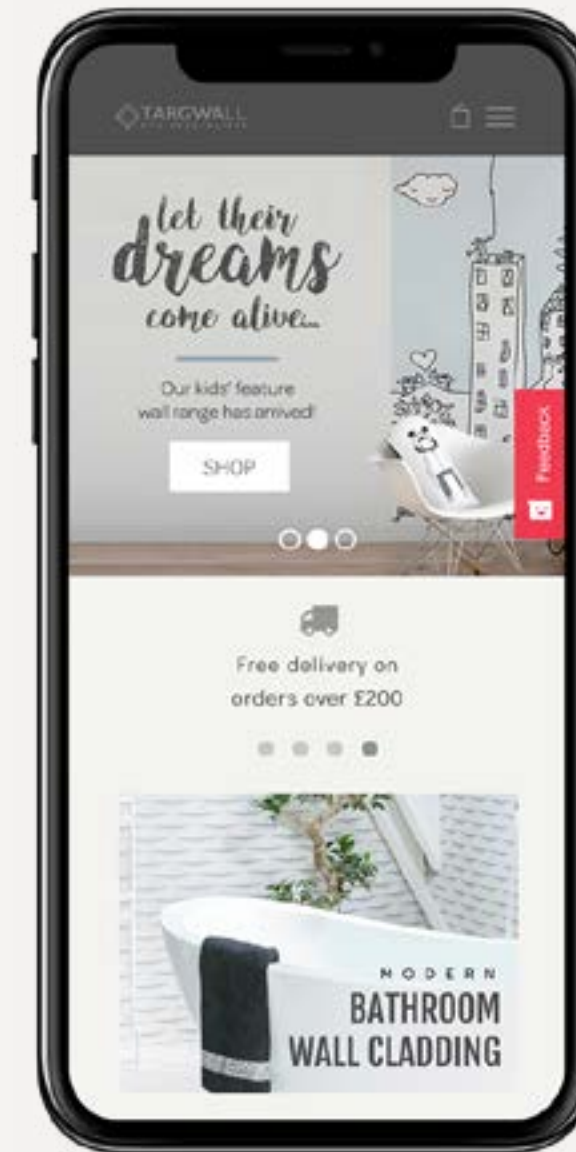 TARGWALL
let their
dreams
come alive...
Our kids' feature
wall range has arrived!
SHOP
Feedback
Free delivery on
orders over £200
MODERN
BATHROOM
WALL CLADDING